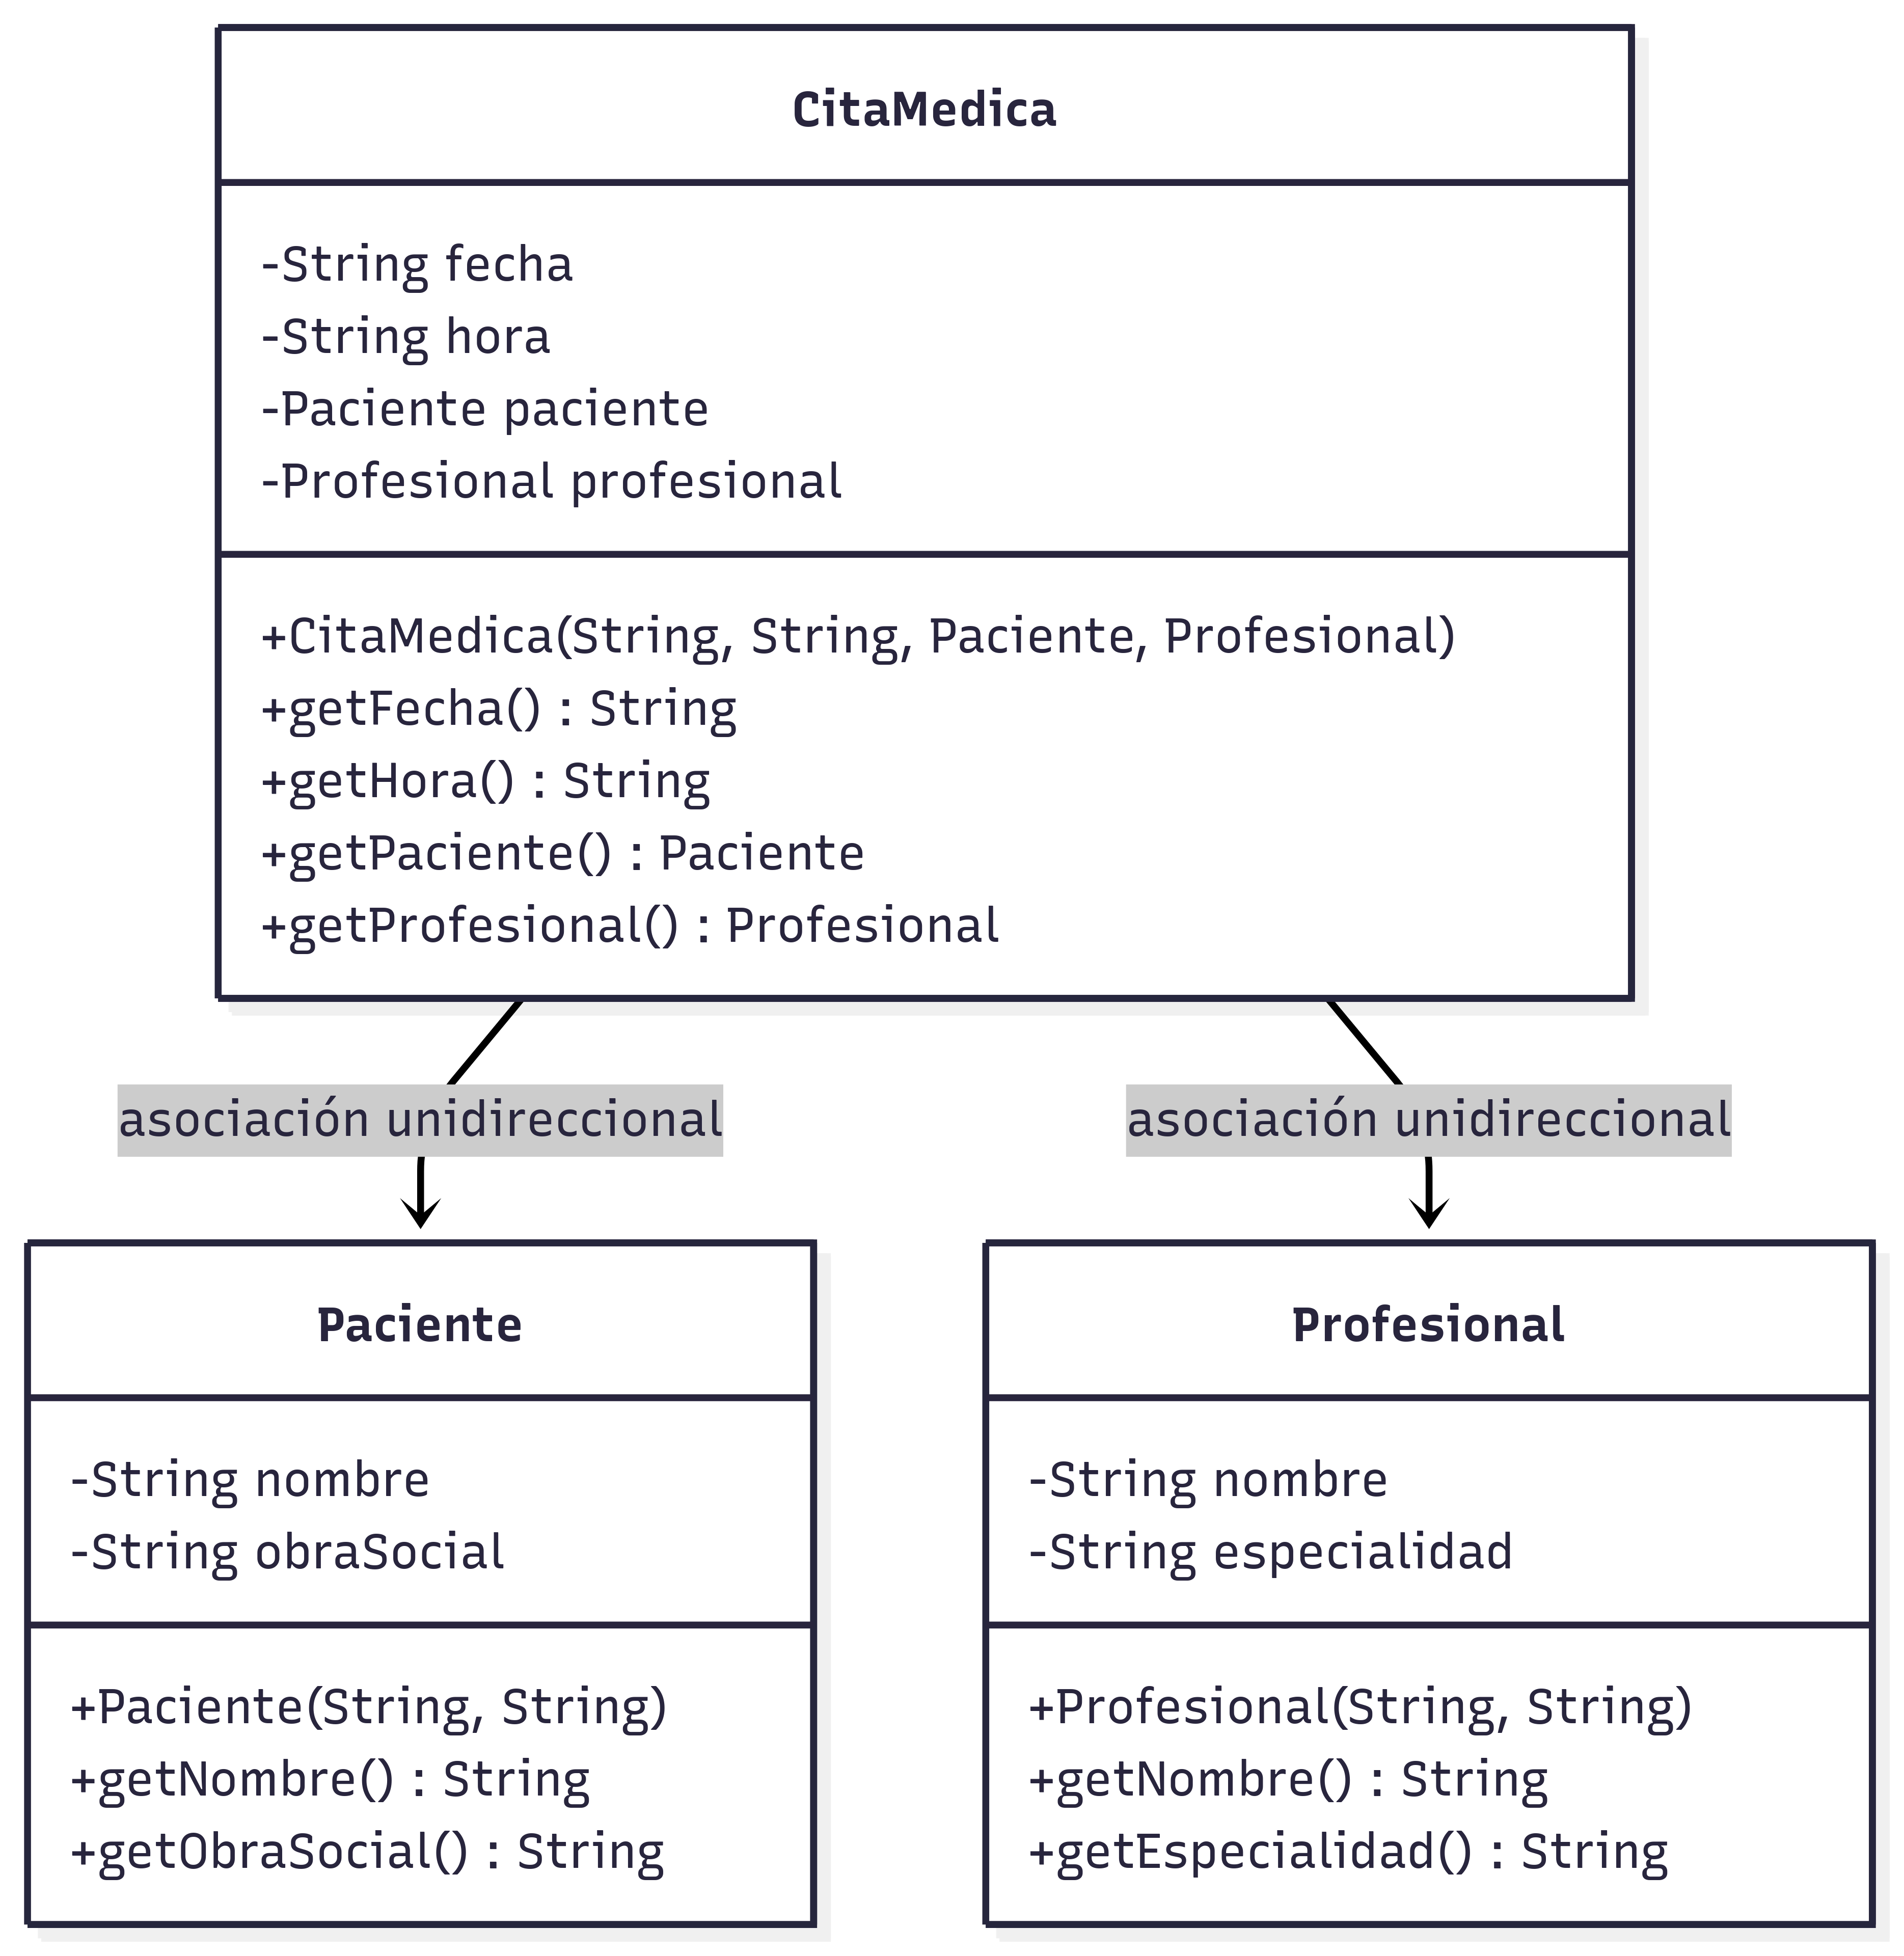 CitaMedica
-String fecha
-String hora
-Paciente paciente
-Profesional profesional
+CitaMedica(String, String, Paciente, Profesional)
+getFecha() : String
+getHora() : String
+getPaciente() : Paciente
+getProfesional() : Profesional
asociación unidireccional
asociación unidireccional
Paciente
-String nombre
-String obraSocial
+Paciente(String, String)
+getNombre() : String
+getObraSocial() : String
Profesional
-String nombre
-String especialidad
+Profesional(String, String)
+getNombre() : String
+getEspecialidad() : String